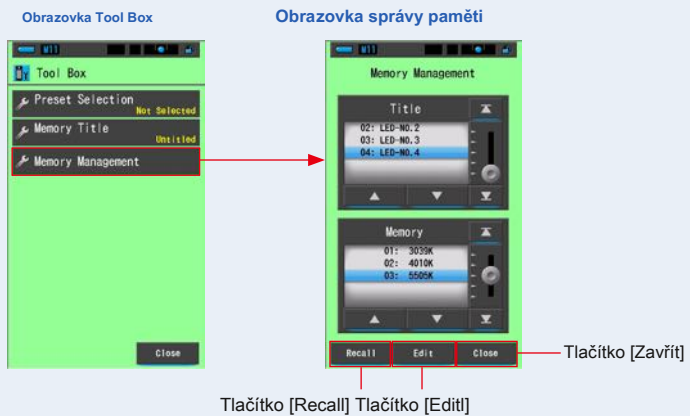 Obrazovka Tool Box
Obrazovka správy paměti
M11
Tool Box
Preset Selection
Not Selected
Memory Title
Untitled
Memory Management
Close
M11
Memory Management
Title
02: LED-NO.2
03: LED-NO.3
04: LED-NO.4
Memory
01: 3039K
02: 4010K
03: 5505K
Recall
Edit
Close
Tlačítko [Zavřít]
Tlačítko [Recall] Tlačítko [Editl]